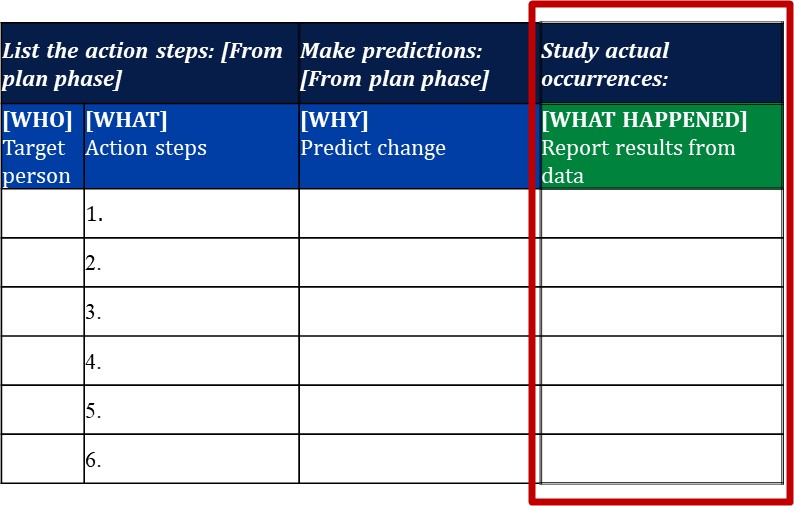 List the action steps: [From
plan phase]
Make predictions:
[From plan phase]
Study actual
occurrences:
[WHO]
Target
person
[WHAT]
Action steps
[WHY]
Predict change
[WHAT HAPPENED]
Report results from
data
1.
2.
3.
4.
5.
6.